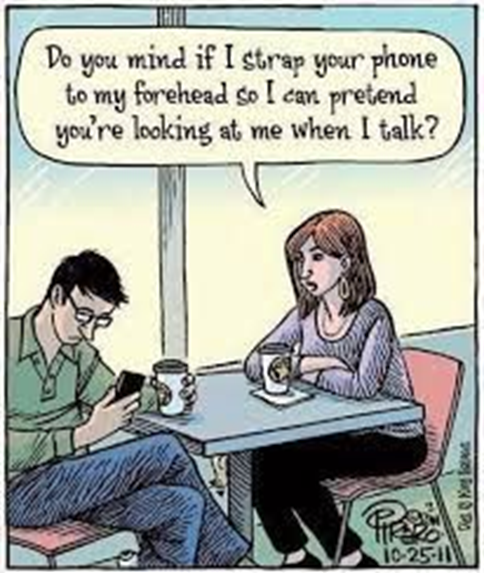 Do you mind if I strap your phone
to my forehead so I can pretend
you're looking at me when I talk?
DAN
PIRARO
10-25-11